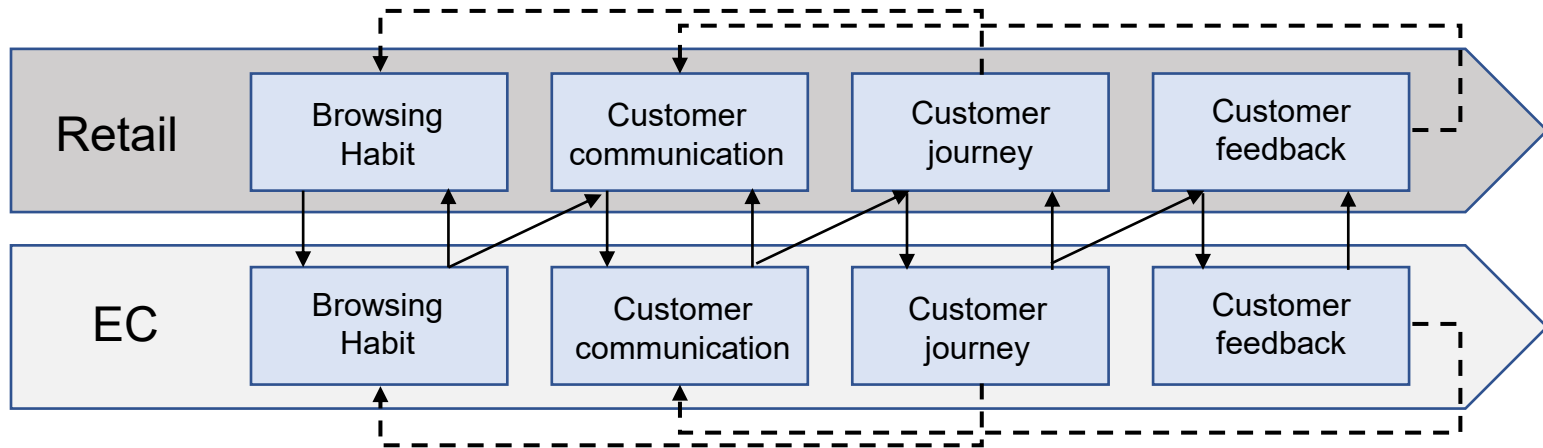 Retail
Browsing
Habit
Customer
communication
Customer
journey
Customer
feedback
EC
Browsing
Habit
Customer
communication
Customer
journey
Customer
feedback